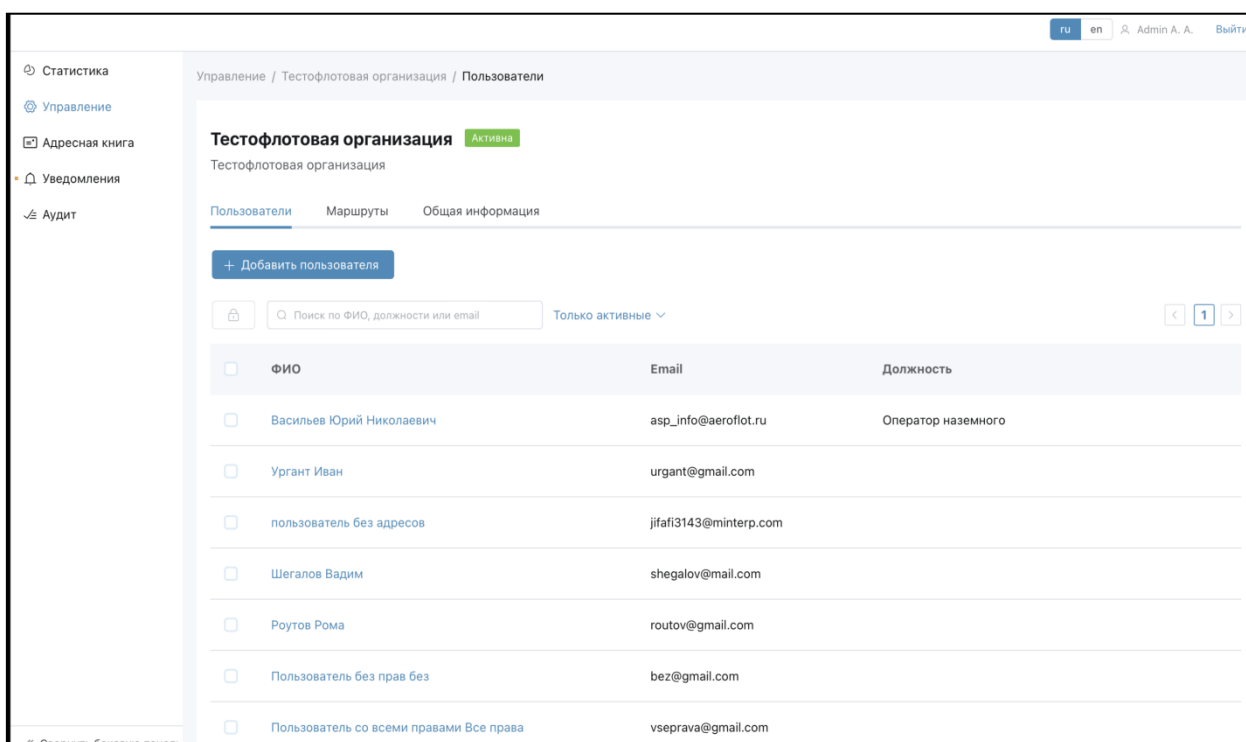 ru en Admin A. A. Выйти
Статистика
Управление
Адресная книга
Уведомления
Аудит
Управление / Тестофлотовая организация / Пользователи
Тестофлотовая организация Активна
Тестофлотовая организация
Пользователи Маршруты Общая информация
+ Добавить пользователя
Поиск по ФИО, должности или email Только активные < 1 >
ФИО Email Должность
Васильев Юрий Николаевич asp_info@aeroflot.ru Оператор наземного
Ургант Иван urgant@gmail.com
пользователь без адресов jifafi3143@minterp.com
Шегалов Вадим shegalov@mail.com
Роутов Рома routov@gmail.com
Пользователь без прав без bez@gmail.com
Пользователь со всеми правами Все права vseprava@gmail.com